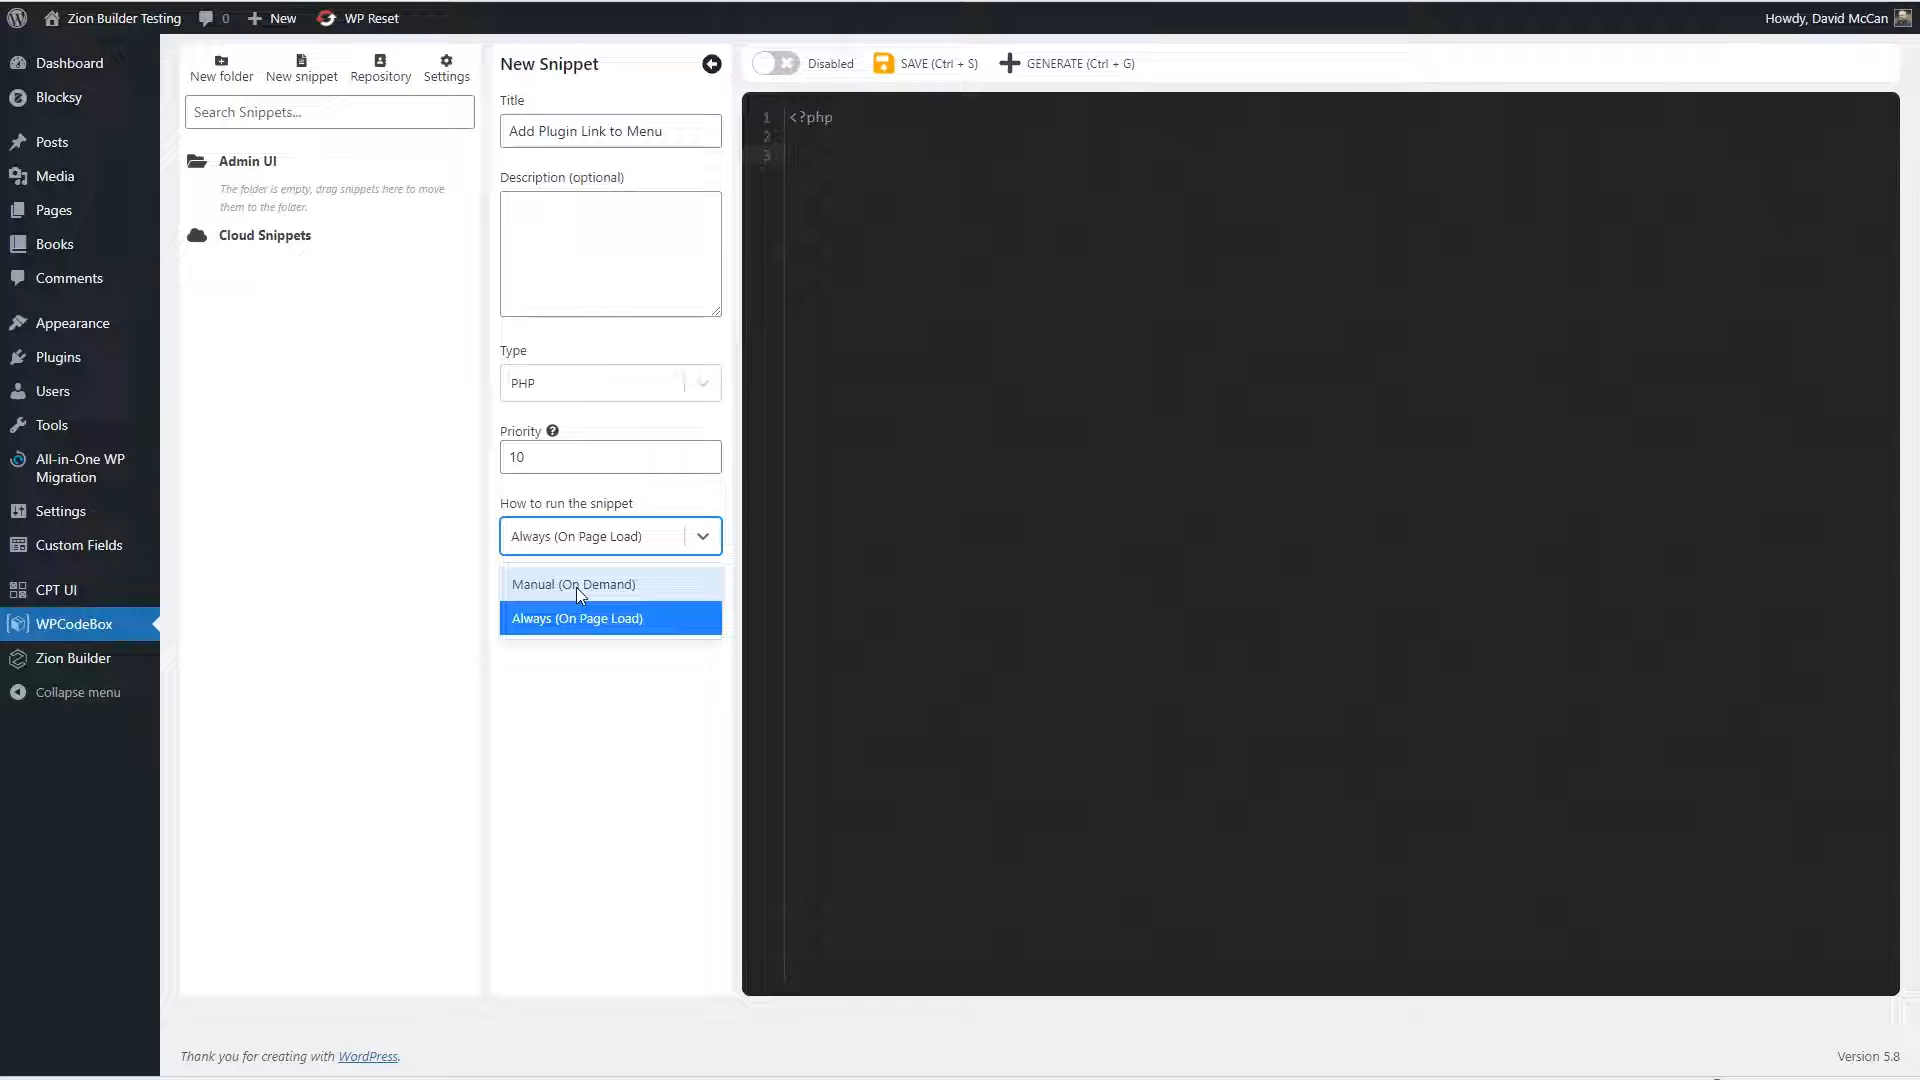 Zion Builder Testing
0
New
WP Reset
Howdy, David McCan
Dashboard
Blocksy
Posts
Media
Pages
Books
Comments
Appearance
Plugins
Users
Tools
All-in-One WP
Migration
Settings
Custom Fields
CPT UI
WPCodeBox
Zion Builder
Collapse menu
New folder
New snippet
Repository
Settings
Search Snippets...
Admin UI
The folder is empty, drag snippets here to move
them to the folder.
Cloud Snippets
New Snippet
Title
Add Plugin Link to Menu
Description (optional)
Type
PHP
Priority
10
How to run the snippet
Always (On Page Load)
Manual (On Demand)
Always (On Page Load)
Disabled
SAVE (Ctrl + S)
GENERATE (Ctrl + G)
1 <?php
2
3
Thank you for creating with WordPress.
Version 5.8